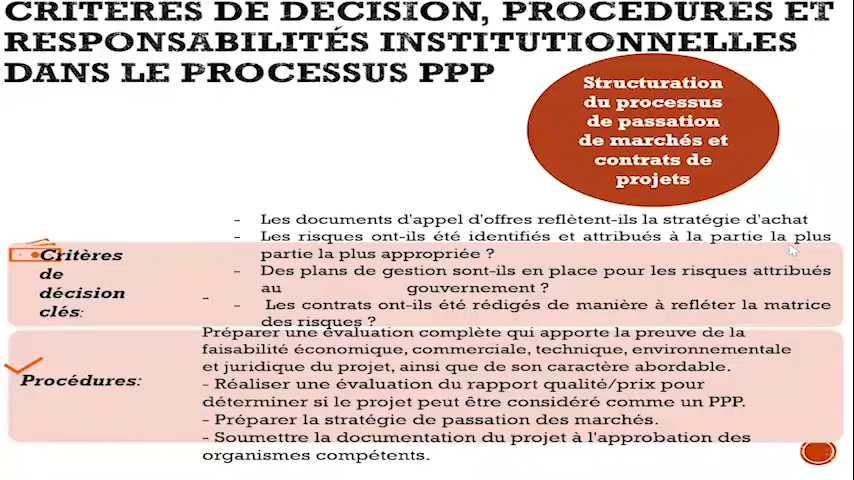 CRITÈRES DE DÉCISION, PROCÉDURES ET
RESPONSABILITÉS INSTITUTIONNELLES
DANS LE PROCESSUS PPP
Structuration
du processus
de passation
de marchés et
contrats de
projets
- Les documents d'appel d'offres reflètent-ils la stratégie d'achat
- Les risques ont-ils été identifiés et attribués à la partie la plus
partie la plus appropriée ?
- Des plans de gestion sont-ils en place pour les risques attribués
au gouvernement ?
- - Les contrats ont-ils été rédigés de manière à refléter la matrice
des risques ?
Critères
de
décision
clés:
Préparer une évaluation complète qui apporte la preuve de la
faisabilité économique, commerciale, technique, environnementale
et juridique du projet, ainsi que de son caractère abordable.
- Réaliser une évaluation du rapport qualité/prix pour
déterminer si le projet peut être considéré comme un PPP.
- Préparer la stratégie de passation des marchés.
- Soumettre la documentation du projet à l'approbation des
organismes compétents.
Procédures: